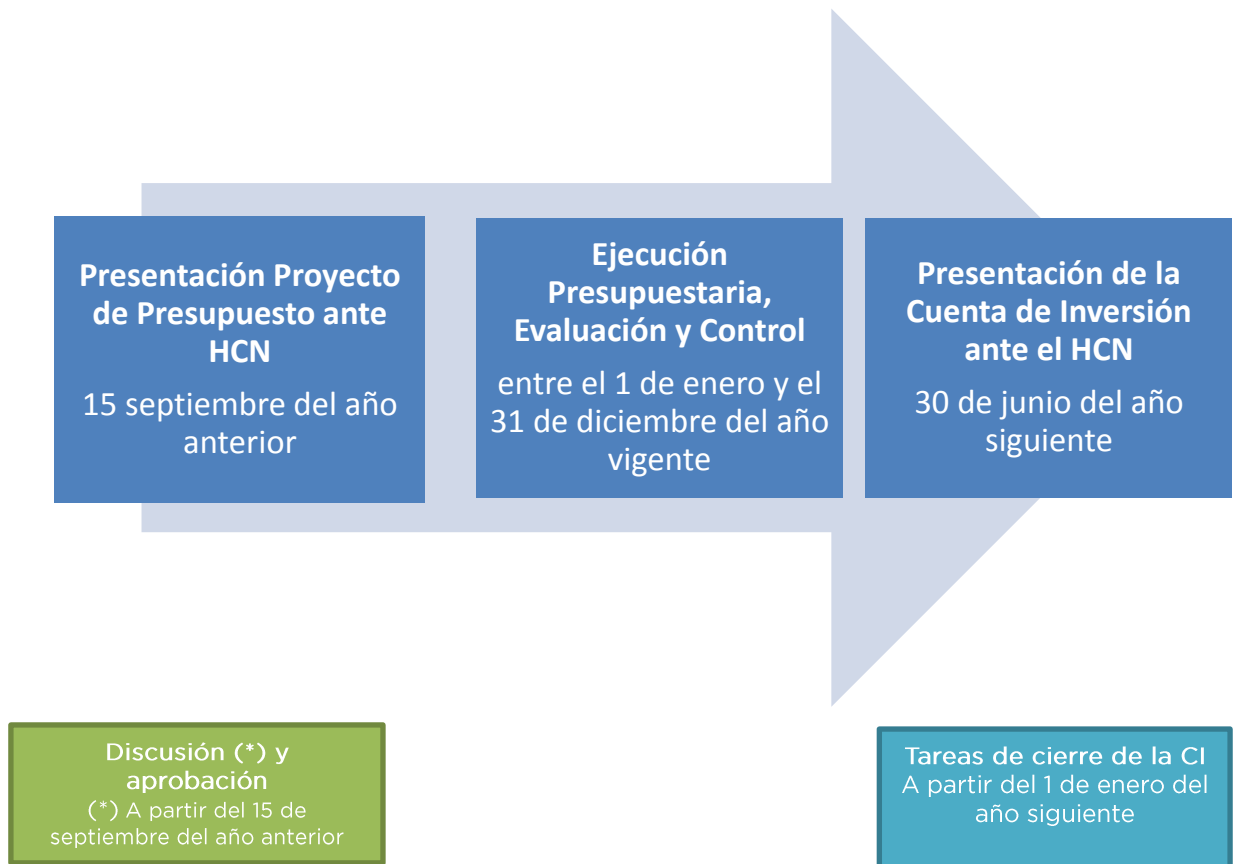 Presentación Proyecto
de Presupuesto ante
HCN
15 septiembre del año
anterior
Ejecución
Presupuestaria,
Evaluación y Control
entre el 1 de enero y el
31 de diciembre del año
vigente
Presentación de la
Cuenta de Inversión
ante el HCN
30 de junio del año
siguiente
Discusión (*) y
aprobación
(*) A partir del 15 de
septiembre del año anterior
Tareas de cierre de la CI
A partir del 1 de enero del
año siguiente